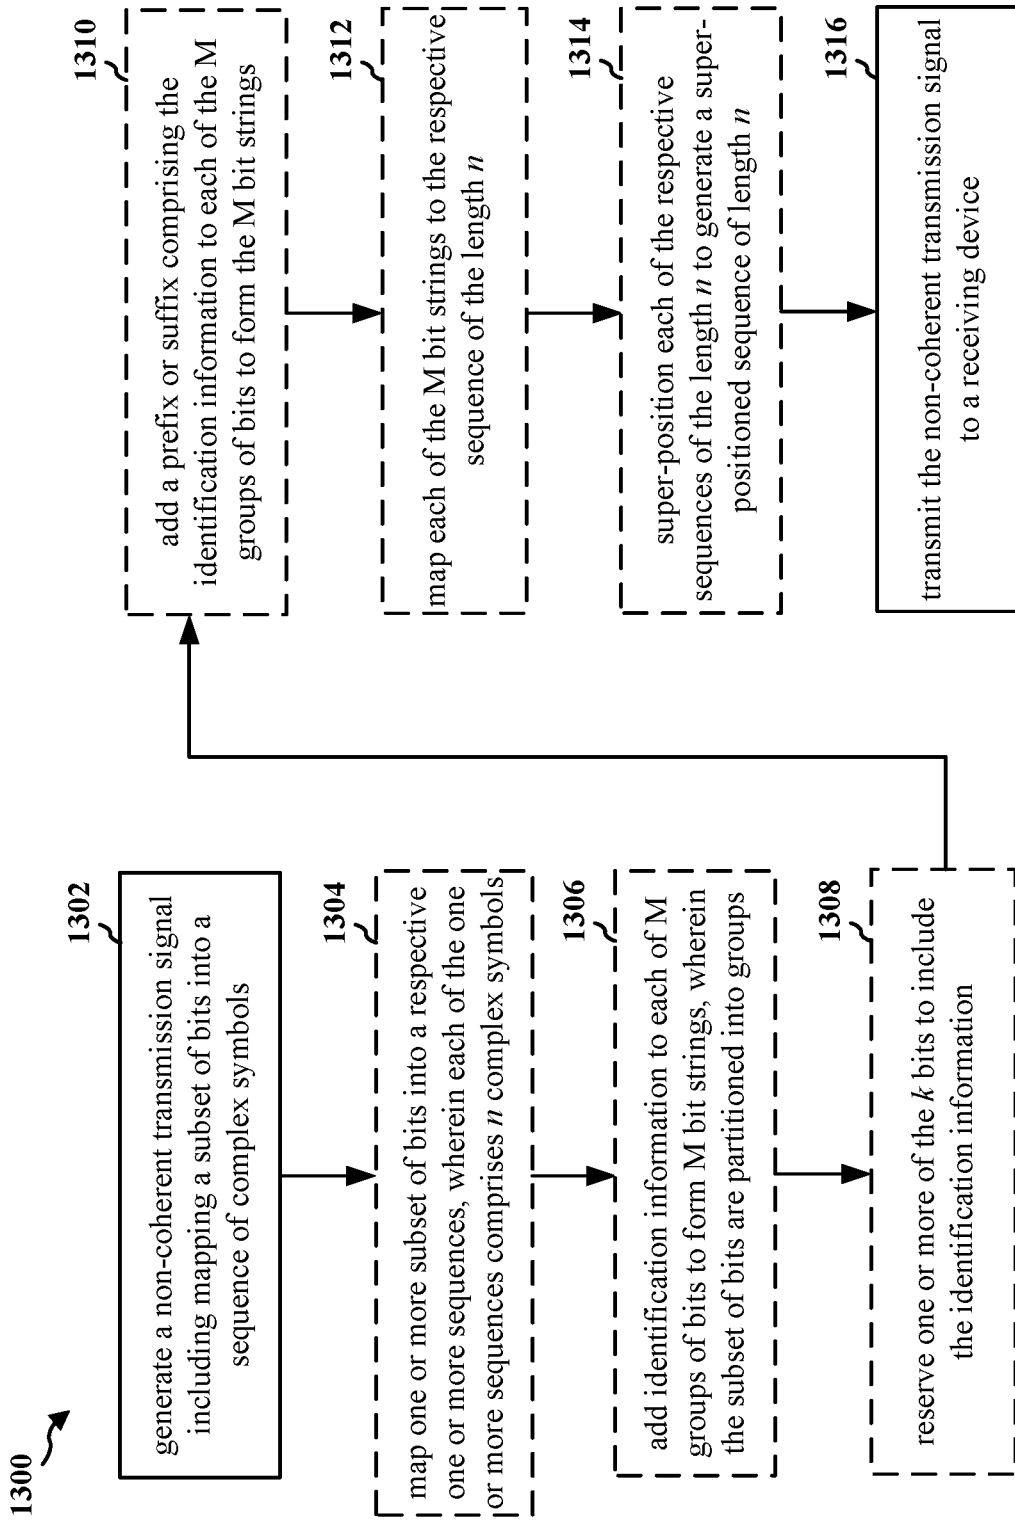 1300
1302
generate a non-coherent transmission signal
including mapping a subset of bits into a
sequence of complex symbols
1304
map one or more subset of bits into a respective
one or more sequences, wherein each of the one
or more sequences comprises n complex symbols
1306
add identification information to each of M
groups of bits to form M bit strings, wherein
the subset of bits are partitioned into groups
1308
reserve one or more of the k bits to include
the identification information
1310
add a prefix or suffix comprising the
identification information to each of the M
groups of bits to form the M bit strings
1312
map each of the M bit strings to the respective
sequence of the length n
1314
super-position each of the respective
sequences of the length n to generate a super-
positioned sequence of length n
1316
transmit the non-coherent transmission signal
to a receiving device